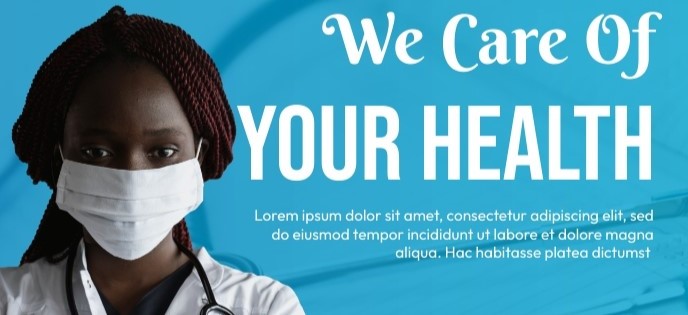 We Care Of
YOUR HEALTH
Lorem ipsum dolor sit amet, consectetur adipiscing elit, sed
do eiusmod tempor incididunt ut labore et dolore magna
aliqua. Hac habitasse platea dictumst